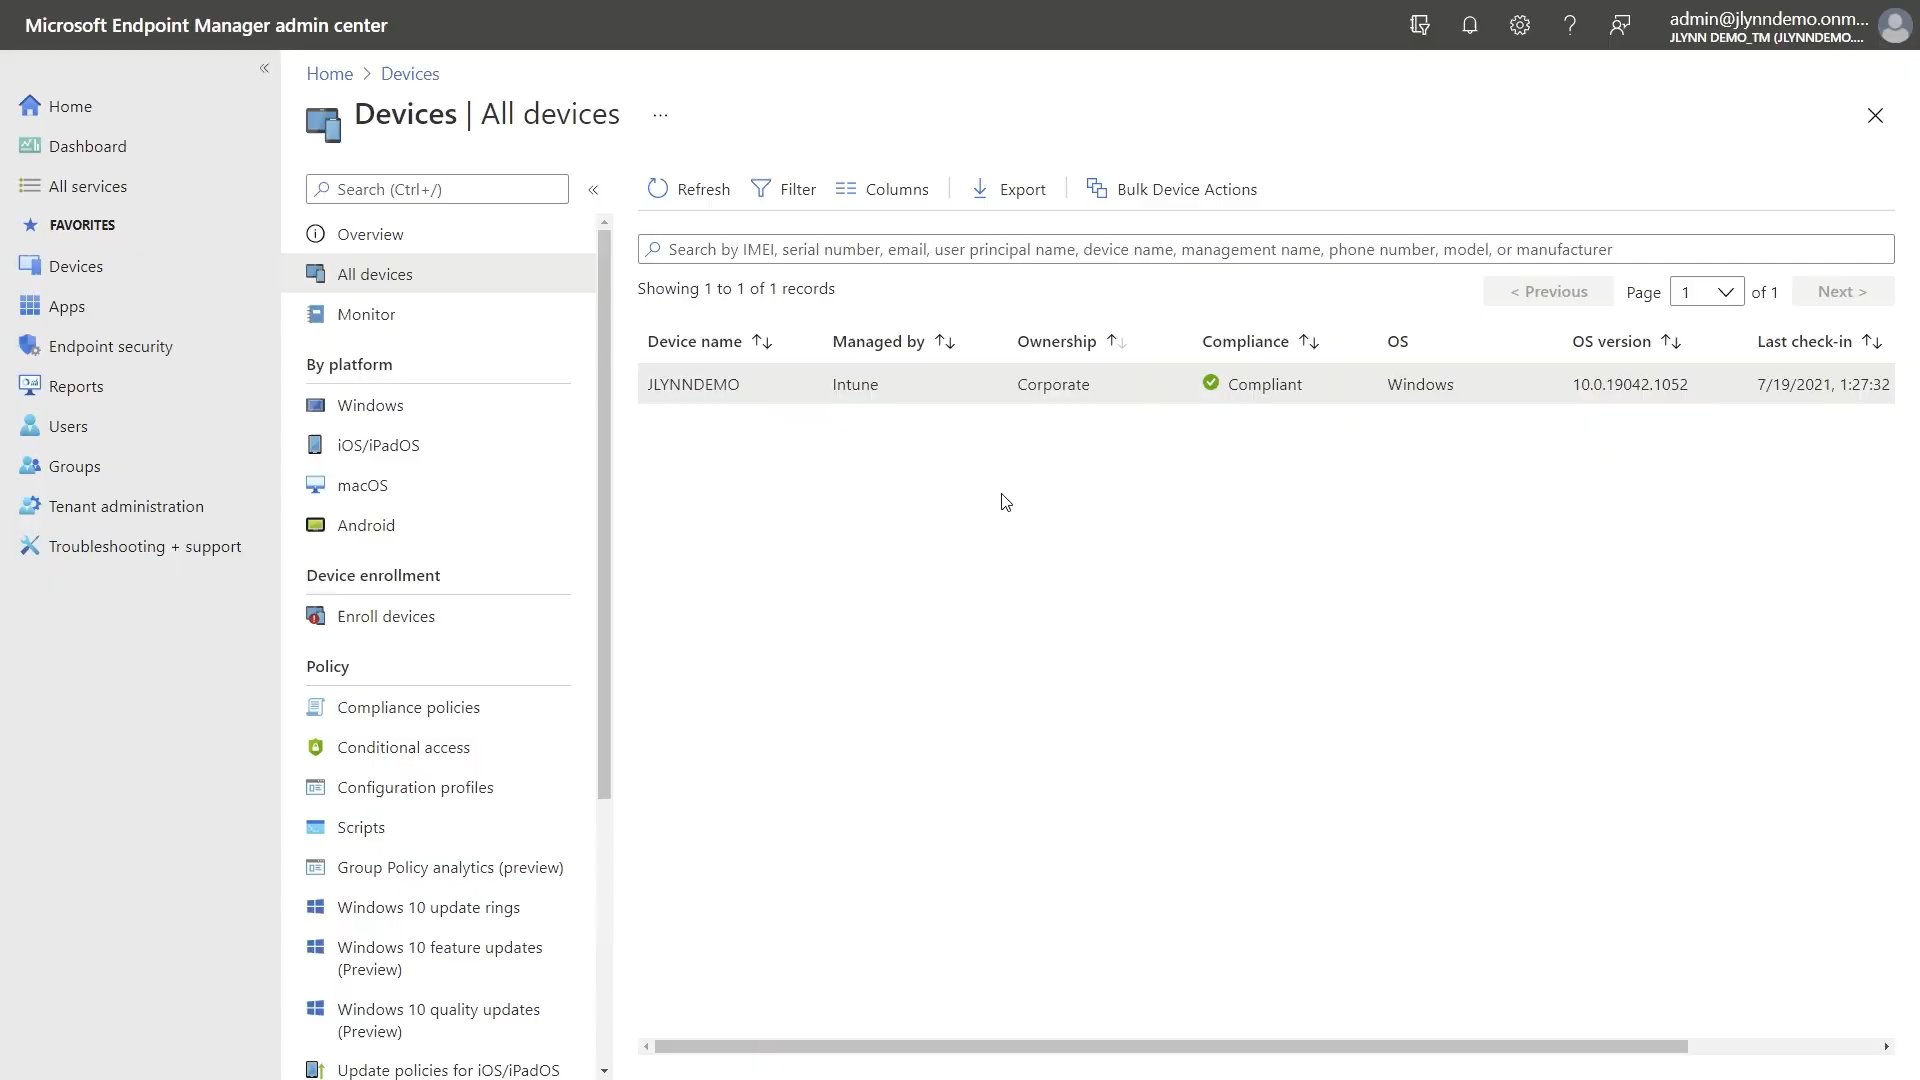 Microsoft Endpoint Manager admin center
admin@jlynndemo.onm...
JLYNN DEMO_TM (JLYNNDEMO....
Home
Dashboard
All services
FAVORITES
Devices
Apps
Endpoint security
Reports
Users
Groups
Tenant administration
Troubleshooting + support
Home > Devices
Devices | All devices ...
Search (Ctrl+/)
Overview
All devices
Monitor
By platform
Windows
iOS/iPadOS
macOS
Android
Device enrollment
Enroll devices
Policy
Compliance policies
Conditional access
Configuration profiles
Scripts
Group Policy analytics (preview)
Windows 10 update rings
Windows 10 feature updates
(Preview)
Windows 10 quality updates
(Preview)
Update policies for iOS/iPadOS
Refresh Filter Columns Export Bulk Device Actions
Search by IMEI, serial number, email, user principal name, device name, management name, phone number, model, or manufacturer
Showing 1 to 1 of 1 records
< Previous Page 1 of 1 Next >
Device name Managed by Ownership Compliance OS OS version Last check-in
JLYNNDEMO Intune Corporate Compliant Windows 10.0.19042.1052 7/19/2021, 1:27:32